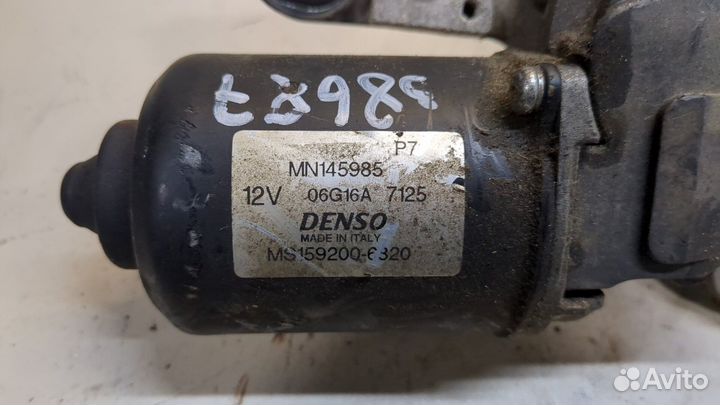 P7
MN145985
12V 06G16A 7125
DENSO
MADE IN ITALY
MS159200-6320
Avito